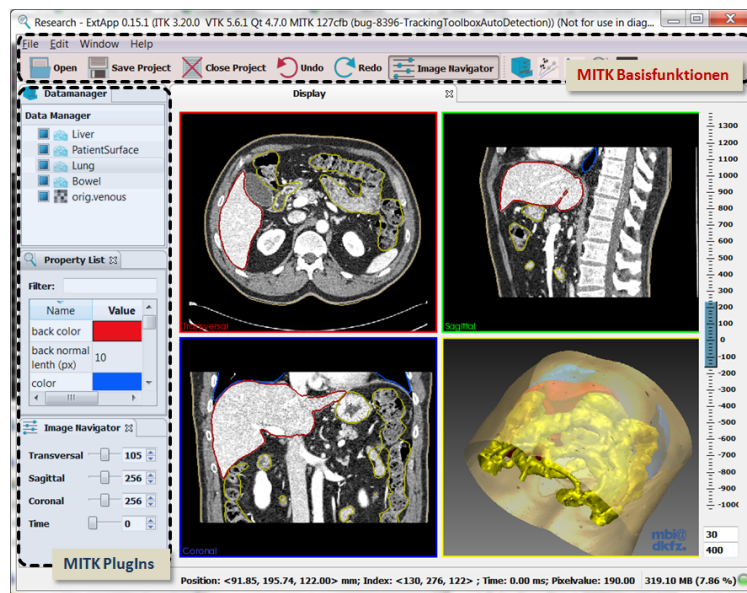 Research - ExtApp 0.15.1 (ITK 3.20.0 VTK 5.6.1 Qt 4.7.0 MITK 127cfb (bug-8396-TrackingToolboxAutoDetection)) (Not for use in diag...
File Edit Window Help
Open Save Project Close Project Undo Redo Image Navigator
MITK Basisfunktionen
Datamanager
Display
Data Manager
Liver
PatientSurface
Lung
Bowel
orig.venous
Property List
Filter:
Name Value
back color
back normal lenth (px) 10
color
Image Navigator
Transversal 105
Sagittal 256
Coronal 256
Time 0
MITK PlugIns
Transversal
Sagittal
Coronal
mbi@
dkfz.
1300
1200
1100
1000
900
800
700
600
500
400
300
200
100
0
-100
-200
-300
-400
-500
-600
-700
-800
-900
-1000
30
400
Position: <91.85, 195.74, 122.00> mm; Index: <130, 276, 122> ; Time: 0.00 ms; Pixelvalue: 190.00 319.10 MB (7.86 %)